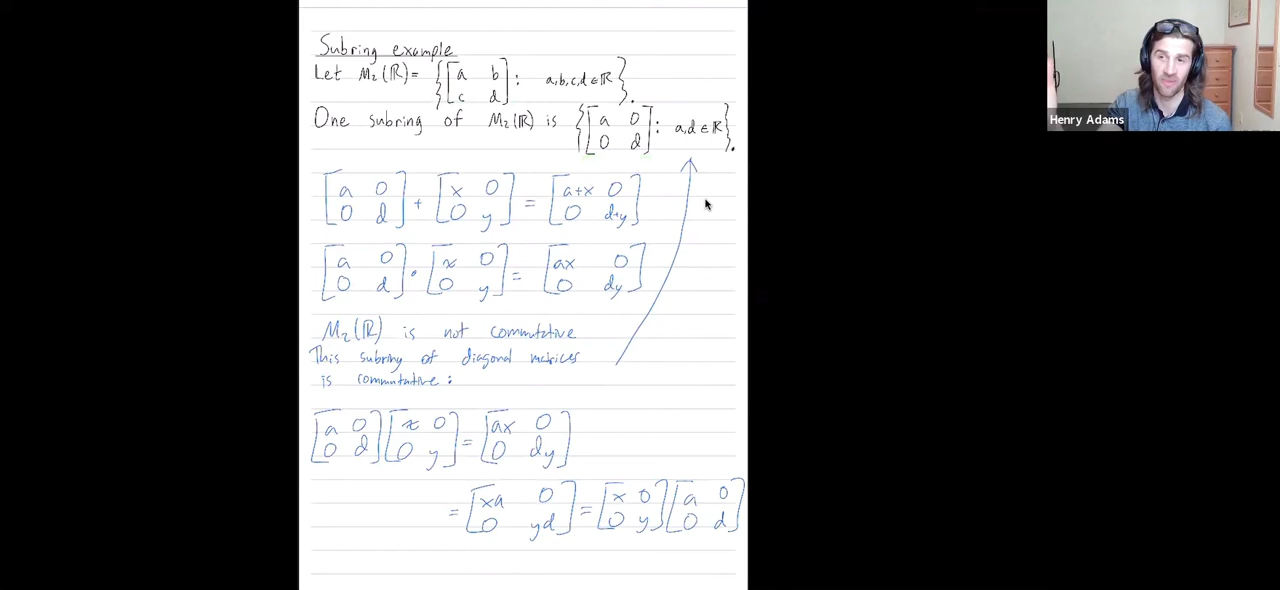 Subring example
Let M₂(ℝ) = {[a b; c d] : a,b,c,d ∈ ℝ}.
One subring of M₂(ℝ) is {[a 0; 0 d] : a,d ∈ ℝ}.
[a 0; 0 d] + [x 0; 0 y] = [a+x 0; 0 d+y]
[a 0; 0 d] · [x 0; 0 y] = [ax 0; 0 dy]
M₂(ℝ) is not commutative
This subring of diagonal matrices
is commutative:
[a 0; 0 d][x 0; 0 y] = [ax 0; 0 dy]
= [xa 0; 0 yd] = [x 0; 0 y][a 0; 0 d]
Henry Adams